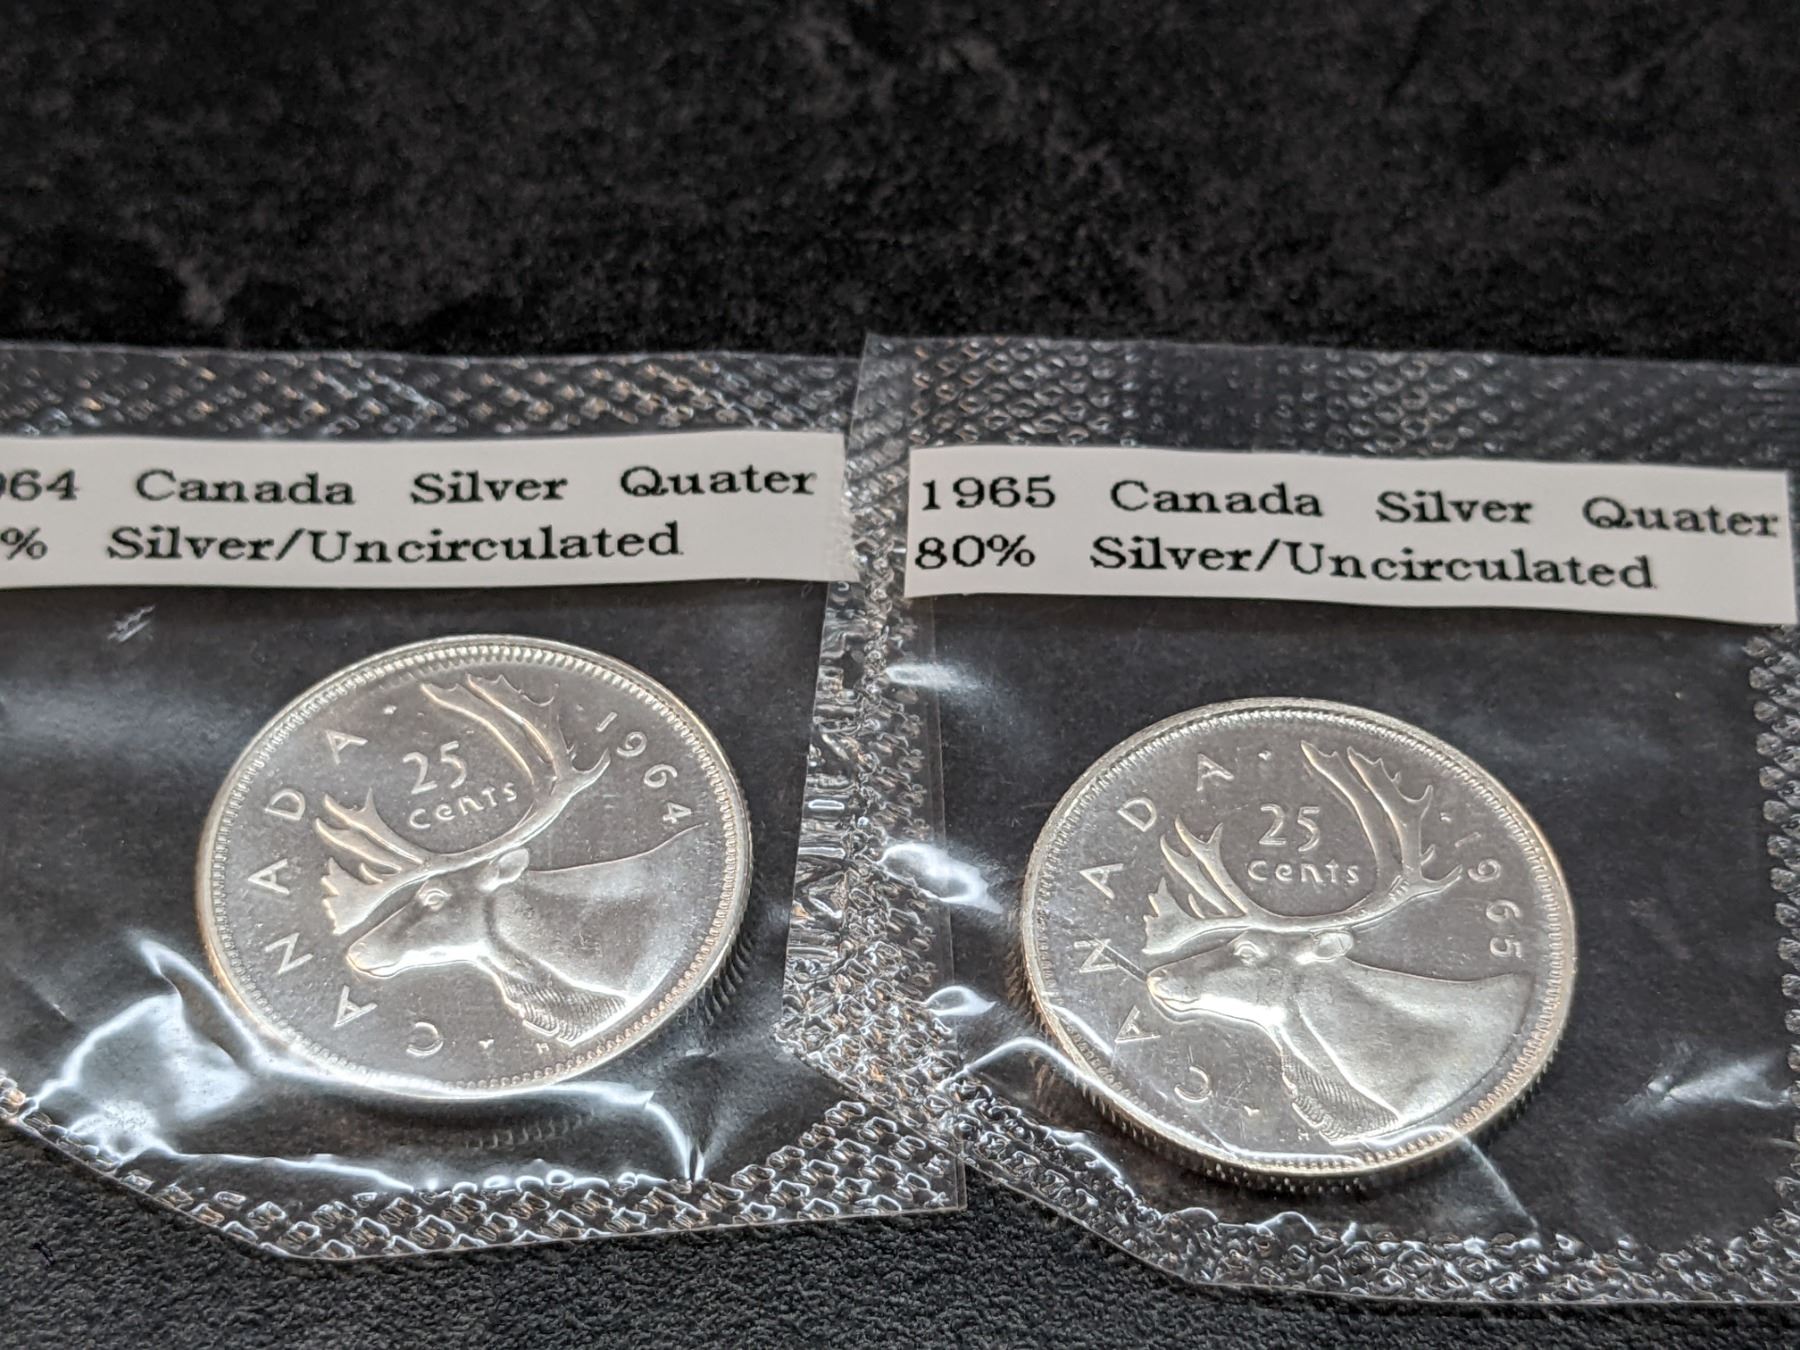 964 Canada Silver Quater
% Silver/Uncirculated
1965 Canada Silver Quater
80% Silver/Uncirculated
CANADA
25
cents
1964
H
CANADA
25
cents
1965
H